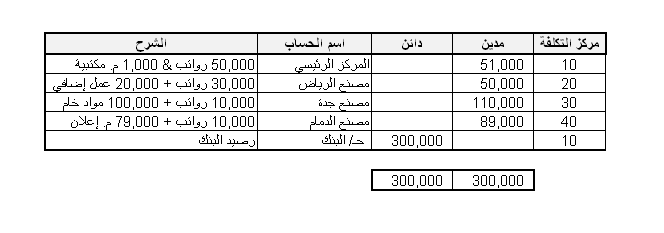 مركز التكلفة مدين دائن اسم الحساب الشرح
10 51,000 المركز الرئيسي 50,000 رواتب & 1,000 م. مكتبية
20 50,000 مصنع الرياض 30,000 رواتب + 20,000 عمل إضافي
30 110,000 مصنع جدة 10,000 رواتب + 100,000 مواد خام
40 89,000 مصنع الدمام 10,000 رواتب + 79,000 م. إعلان
10 300,000 ح/ البنك رصيد البنك
300,000 300,000